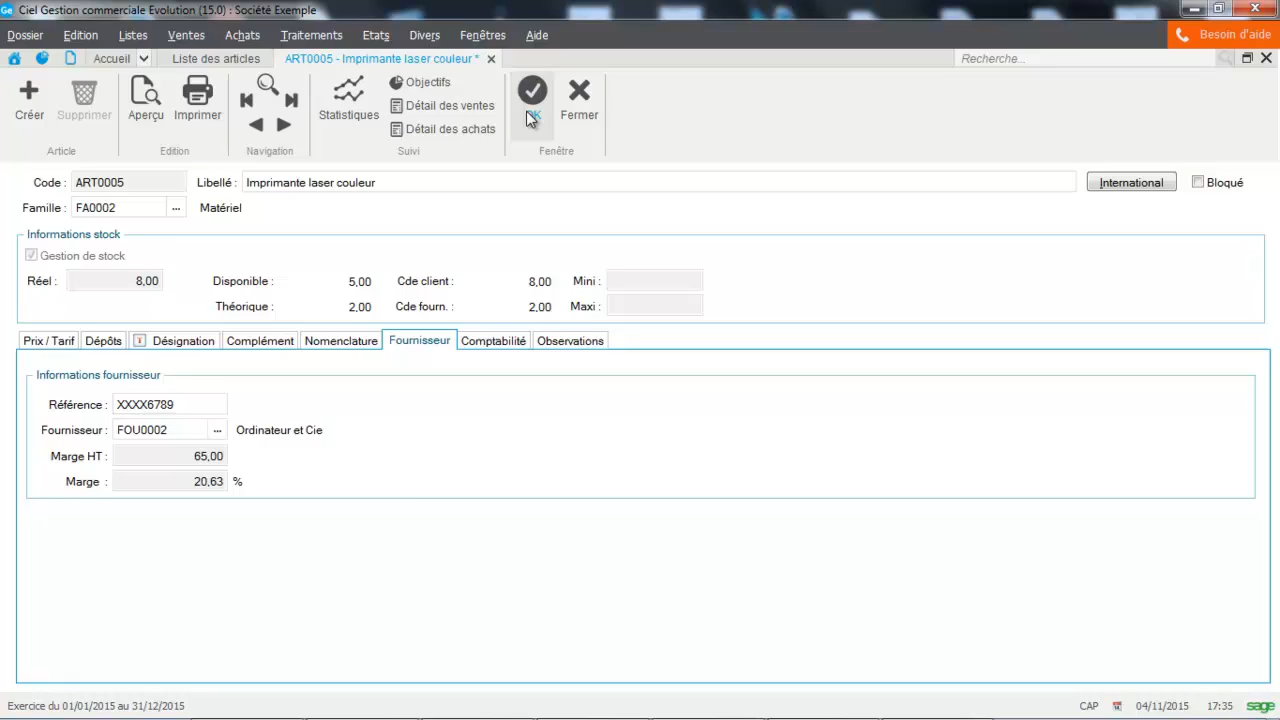 Ge Ciel Gestion commerciale Evolution (15.0) : Société Exemple
Dossier Edition Listes Ventes Achats Traitements Etats Divers Fenêtres Aide Besoin d'aide
Accueil Liste des articles ART0005 - Imprimante laser couleur * Recherche...
Créer Supprimer Aperçu Imprimer Statistiques Objectifs Détail des ventes Détail des achats OK Fermer
Article Edition Navigation Suivi Fenêtre
Code : ART0005 Libellé : Imprimante laser couleur International Bloqué
Famille : FA0002 ... Matériel
Informations stock
Gestion de stock
Réel : 8,00 Disponible : 5,00 Cde client : 8,00 Mini :
Théorique : 2,00 Cde fourn. : 2,00 Maxi :
Prix / Tarif Dépôts Désignation Complément Nomenclature Fournisseur Comptabilité Observations
Informations fournisseur
Référence : XXXX6789
Fournisseur : FOU0002 ... Ordinateur et Cie
Marge HT : 65,00
Marge : 20,63 %
Exercice du 01/01/2015 au 31/12/2015 CAP 04/11/2015 17:35 sage